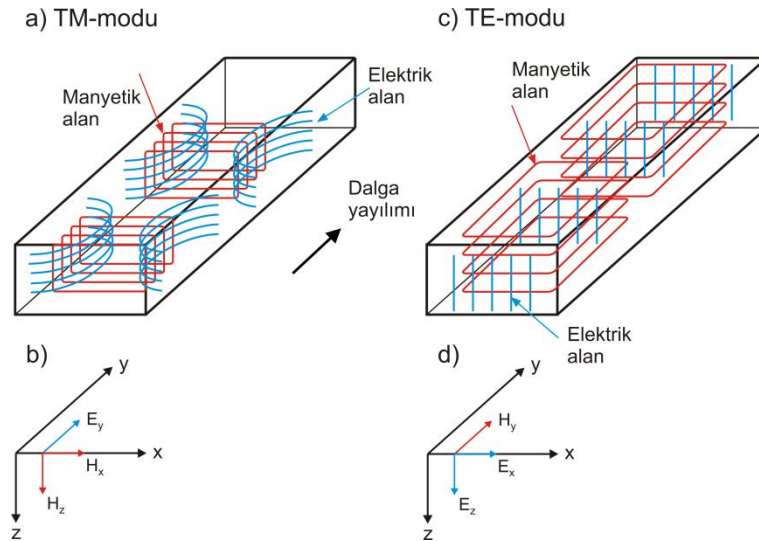 a) TM-modu
Manyetik
alan
Elektrik
alan
Dalga
yayılımı
b)
y
E_y
x
H_x
H_z
z
c) TE-modu
Manyetik
alan
Elektrik
alan
d)
y
H_y
x
E_x
E_z
z